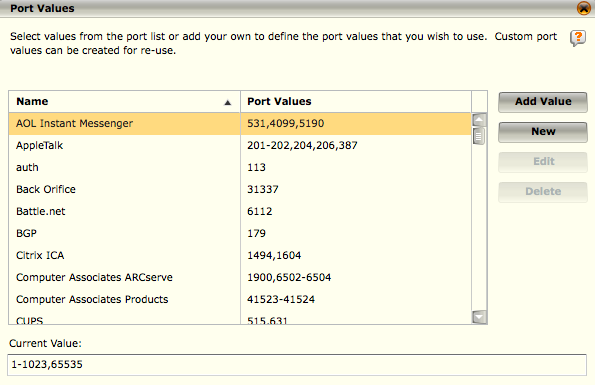 Port Values
Select values from the port list or add your own to define the port values that you wish to use. Custom port
values can be created for re-use.
Name Port Values
AOL Instant Messenger 531,4099,5190
AppleTalk 201-202,204,206,387
auth 113
Back Orifice 31337
Battle.net 6112
BGP 179
Citrix ICA 1494,1604
Computer Associates ARCserve 1900,6502-6504
Computer Associates Products 41523-41524
CUPS 515,631
Add Value
New
Edit
Delete
Current Value:
1-1023,65535